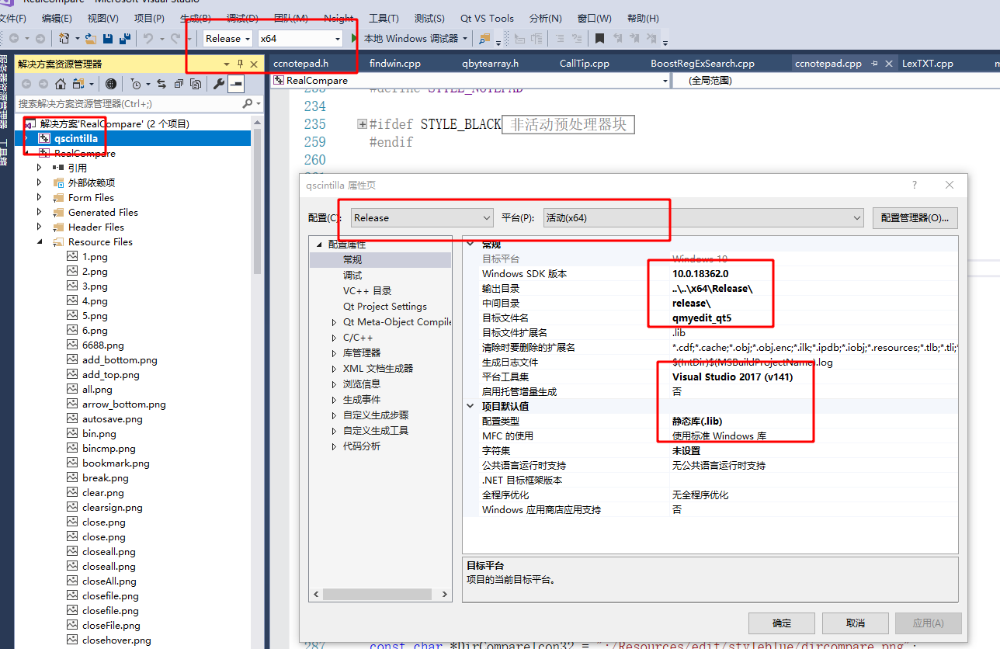 RealCompare - Microsoft Visual Studio
文件(F) 编辑(E) 视图(V) 项目(P) 生成(B) 调试(D) 团队(M) Nsight 工具(T) 测试(S) Qt VS Tools 分析(N) 窗口(W) 帮助(H)
Release x64 本地 Windows 调试器
服务器资源管理器
工具箱
解决方案资源管理器
ccnotepad.h findwin.cpp qbytearray.h CallTip.cpp BoostRegExSearch.cpp ccnotepad.cpp LexTXT.cpp
RealCompare (全局范围)
搜索解决方案资源管理器(Ctrl+;)
解决方案'RealCompare' (2 个项目)
qscintilla
RealCompare
引用
外部依赖项
Form Files
Generated Files
Header Files
Resource Files
1.png
2.png
3.png
4.png
5.png
6.png
6688.png
add_bottom.png
add_top.png
all.png
arrow_bottom.png
autosave.png
bin.png
bincmp.png
bookmark.png
break.png
clear.png
clearsign.png
close.png
close.png
closeall.png
closeall.png
closeAll.png
closefile.png
closefile.png
closeFile.png
closehover.png
233 #define STYLE_NOTEPAD
234
235 #ifdef STYLE_BLACK 非活动预处理器块
259 #endif
260
qscintilla 属性页
配置(C): Release 平台(P): 活动(x64) 配置管理器(O)...
配置属性
常规
调试
VC++ 目录
Qt Project Settings
Qt Meta-Object Compile
C/C++
库管理器
XML 文档生成器
浏览信息
生成事件
自定义生成步骤
自定义生成工具
代码分析
常规
目标平台 Windows 10
Windows SDK 版本 10.0.18362.0
输出目录 ..\..\x64\Release\
中间目录 release\
目标文件名 qmyedit_qt5
目标文件扩展名 .lib
清除时要删除的扩展名 *.cdf;*.cache;*.obj;*.obj.enc;*.ilk;*.ipdb;*.iobj;*.resources;*.tlb;*.tli;*
生成日志文件 $(IntDir)$(MSBuildProjectName).log
平台工具集 Visual Studio 2017 (v141)
启用托管增量生成 否
项目默认值
配置类型 静态库(.lib)
MFC 的使用 使用标准 Windows 库
字符集 未设置
公共语言运行时支持 无公共语言运行时支持
.NET 目标框架版本
全程序优化 无全程序优化
Windows 应用商店应用支持 否
目标平台
项目的当前目标平台。
确定 取消 应用(A)
287 const char *DirCompareIcon32 = ":/Resources/edit/styleblue/dircompare.png";